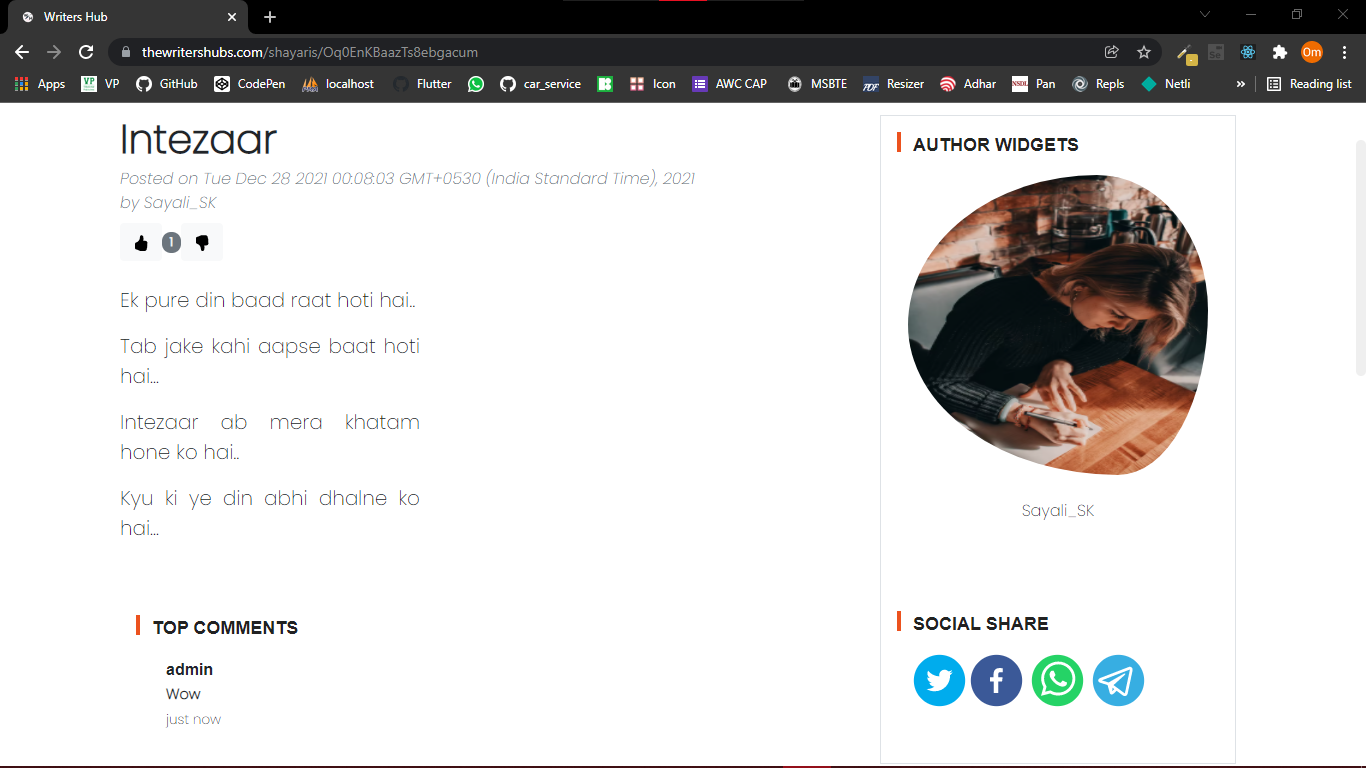 Writers Hub
thewritershubs.com/shayaris/Oq0EnKBaazTs8ebgacum
Om
Apps VP VP GitHub CodePen localhost Flutter car_service Icon AWC CAP MSBTE PDF Resizer Adhar NSDL Pan Repls Netli » Reading list
Intezaar
Posted on Tue Dec 28 2021 00:08:03 GMT+0530 (India Standard Time), 2021
by Sayali_SK
1
Ek pure din baad raat hoti hai..
Tab jake kahi aapse baat hoti
hai...
Intezaar ab mera khatam
hone ko hai..
Kyu ki ye din abhi dhalne ko
hai...
TOP COMMENTS
admin
Wow
just now
AUTHOR WIDGETS
Sayali_SK
SOCIAL SHARE